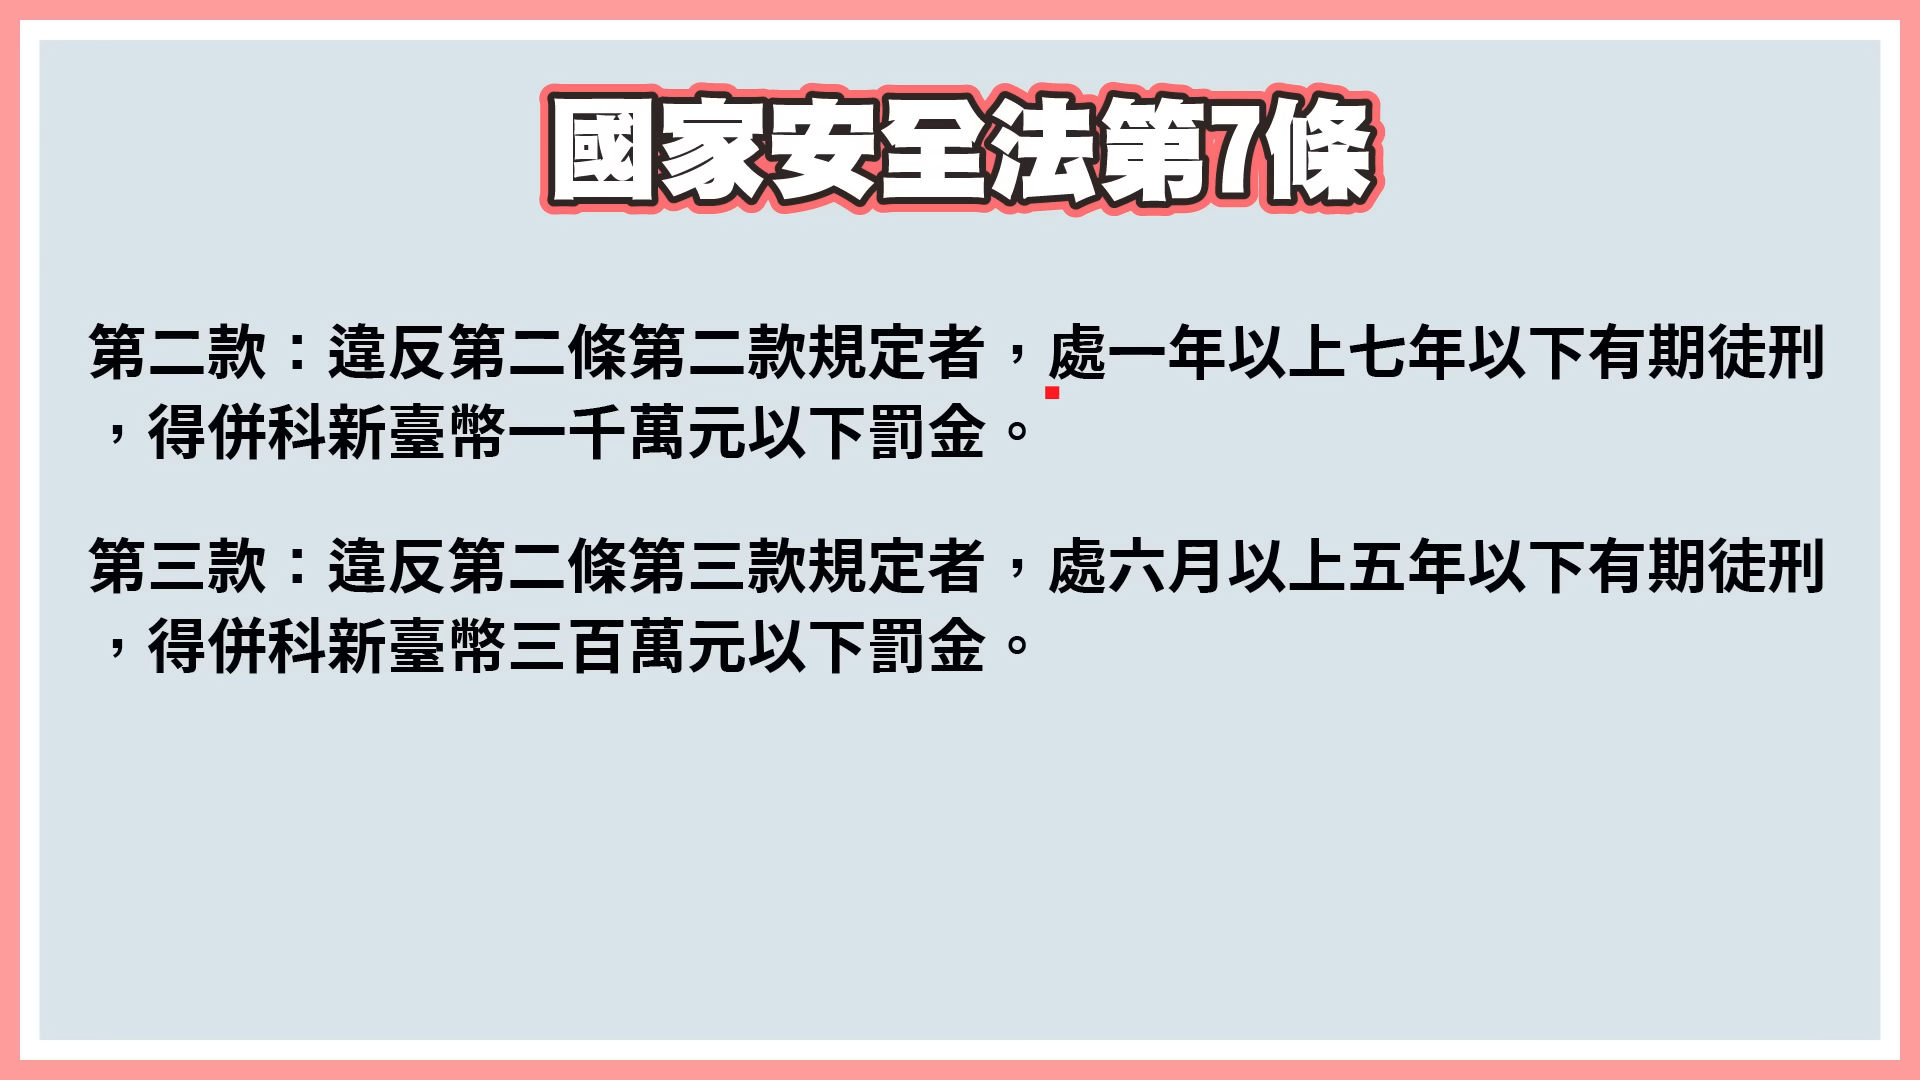 國家安全法第7條
第二款：違反第二條第二款規定者，處一年以上七年以下有期徒刑
，得併科新臺幣一千萬元以下罰金。
第三款：違反第二條第三款規定者，處六月以上五年以下有期徒刑
，得併科新臺幣三百萬元以下罰金。